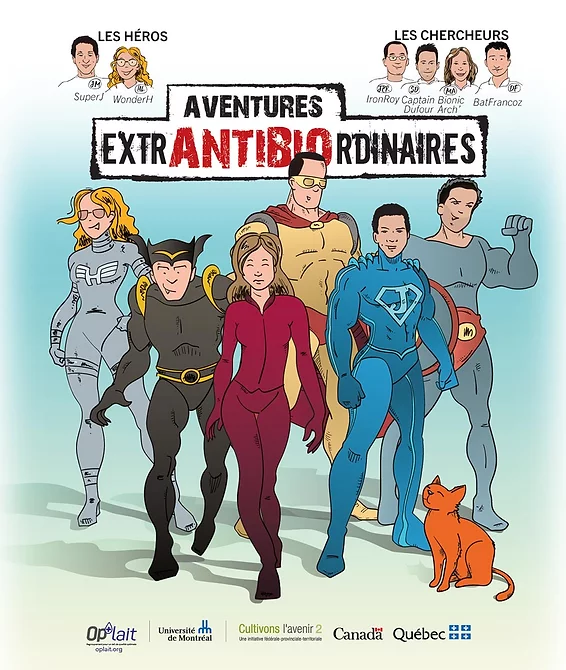 LES HÉROS
LES CHERCHEURS
JM
HL
JPR
SD
MA
DF
SuperJ
WonderH
IronRoy
Captain Dufour
Bionic Arch'
BatFrancoz
AVENTURES
EXTRANTIBIORDINAIRES
Op+lait
oplait.org
Université de Montréal
Cultivons l'avenir 2
Une initiative fédérale-provinciale-territoriale
Canada
Québec